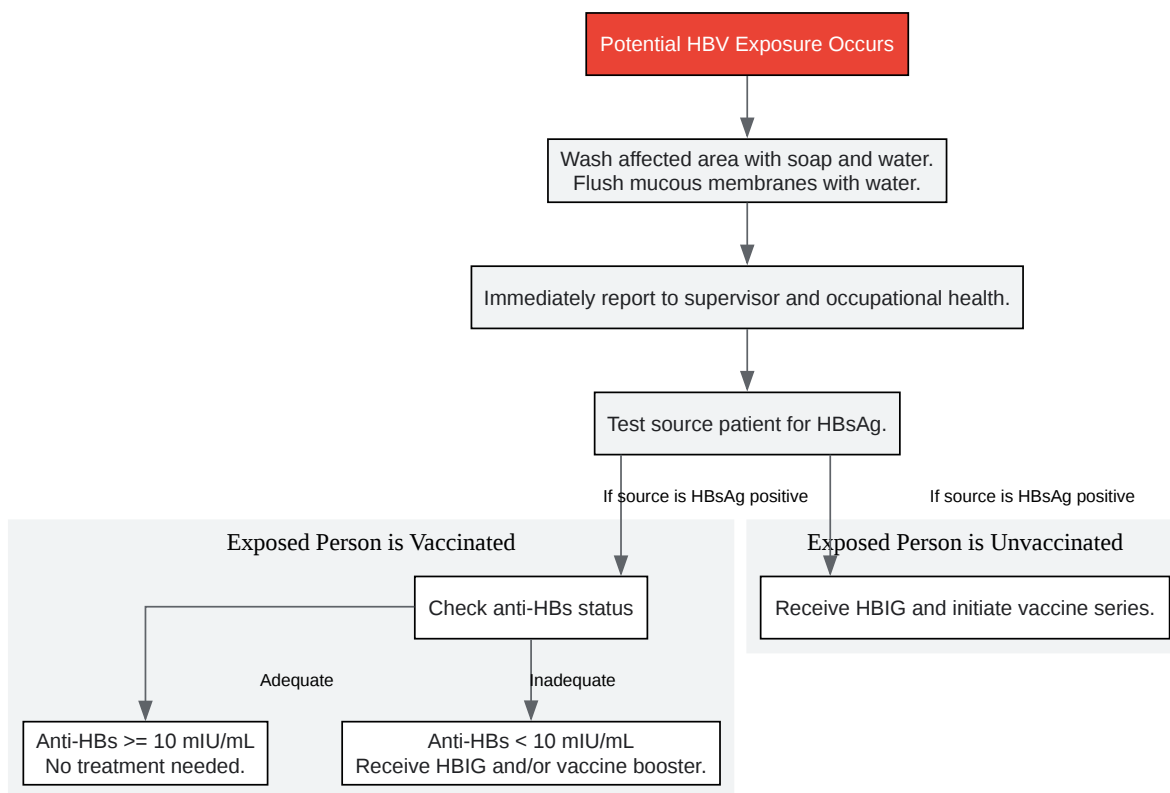 Potential HBV Exposure Occurs
Wash affected area with soap and water.
Flush mucous membranes with water.
Immediately report to supervisor and occupational health.
Test source patient for HBsAg.
If source is HBsAg positive
If source is HBsAg positive
Exposed Person is Vaccinated
Exposed Person is Unvaccinated
Check anti-HBs status
Receive HBIG and initiate vaccine series.
Adequate
Inadequate
Anti-HBs >= 10 mIU/mL
No treatment needed.
Anti-HBs < 10 mIU/mL
Receive HBIG and/or vaccine booster.